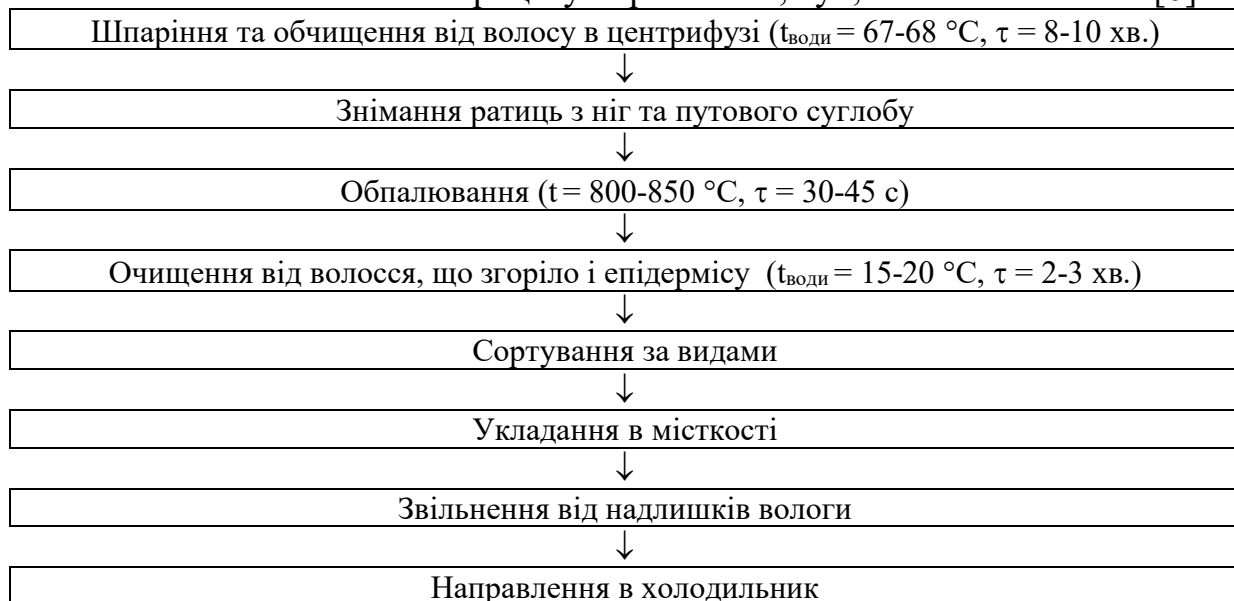 Шпаріння та обчищення від волосу в центрифузі (tводи = 67-68 °С, τ = 8-10 хв.)
↓
Знімання ратиць з ніг та путового суглобу
↓
Обпалювання (t = 800-850 °С, τ = 30-45 с)
↓
Очищення від волосся, що згоріло і епідермісу (tводи = 15-20 °С, τ = 2-3 хв.)
↓
Сортування за видами
↓
Укладання в місткості
↓
Звільнення від надлишків вологи
↓
Направлення в холодильник